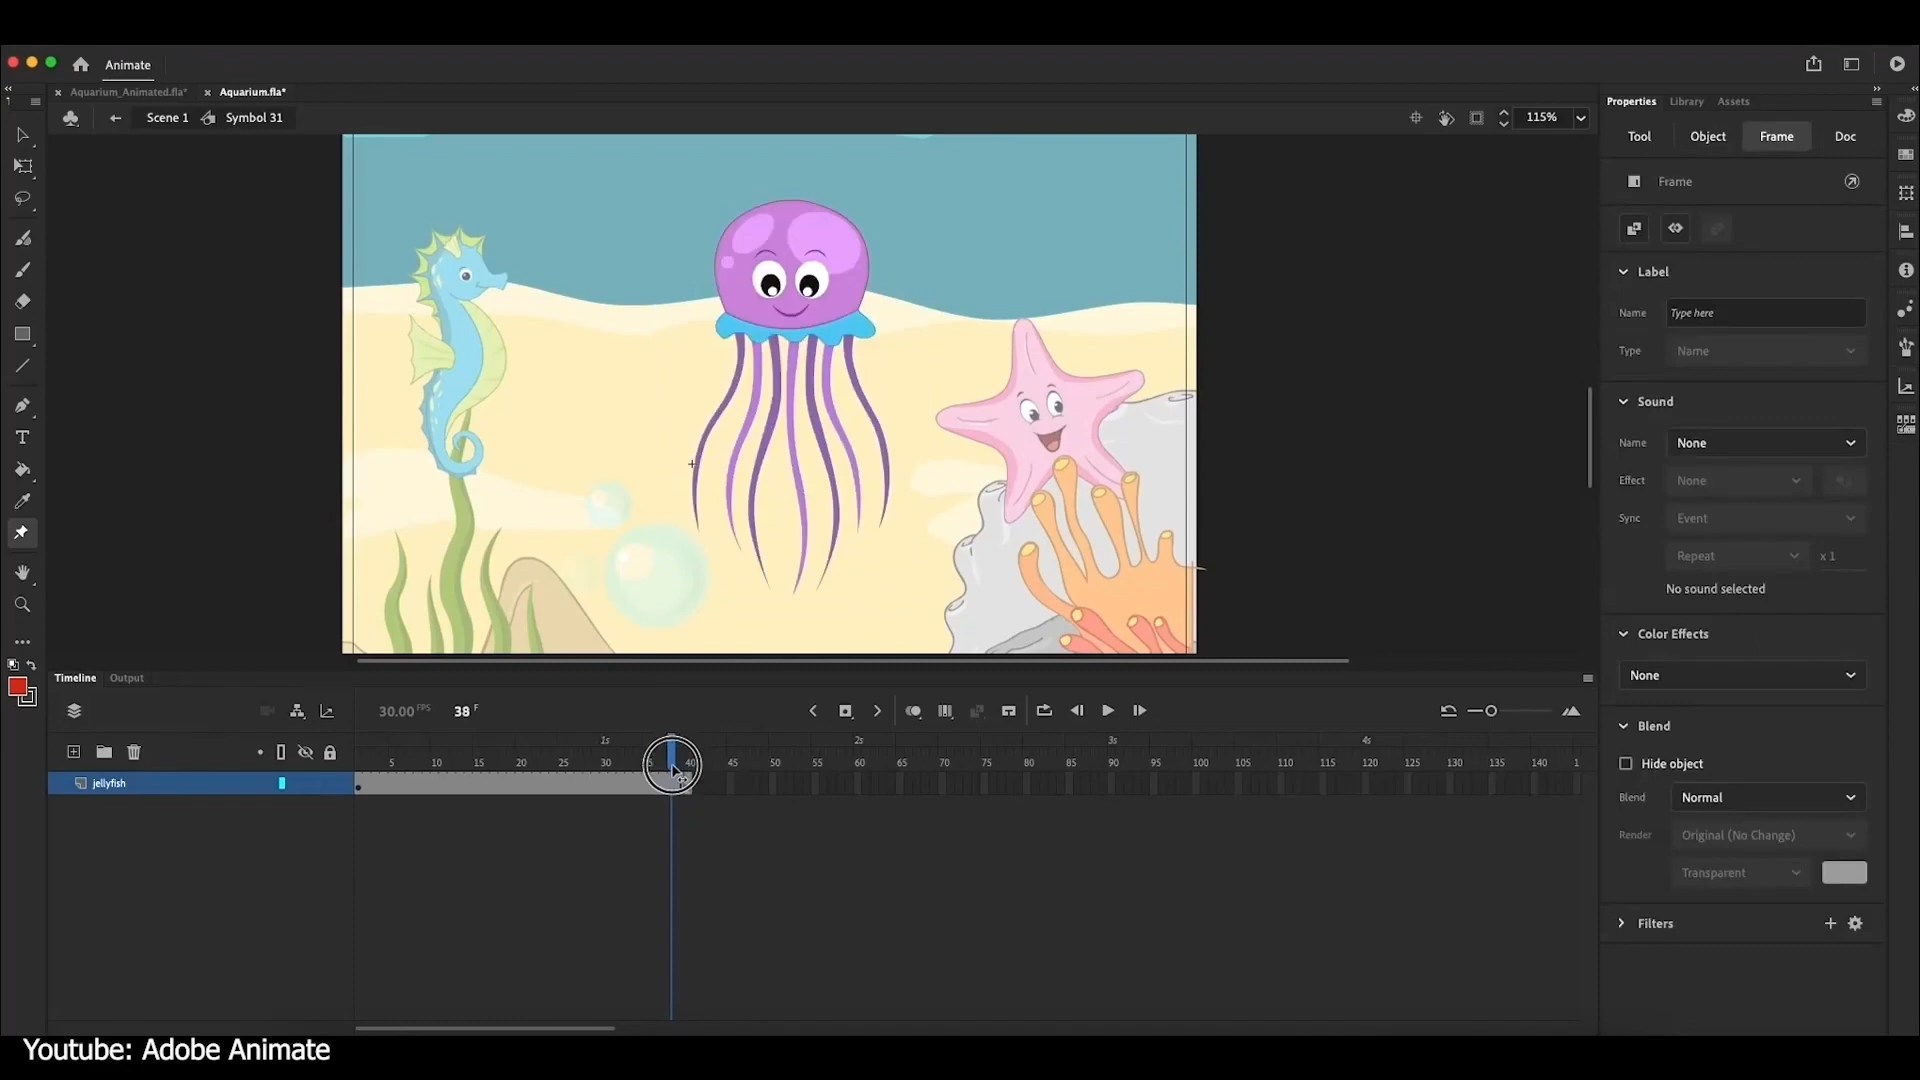 Animate
Aquarium_Animated.fla*
Aquarium.fla*
Scene 1
Symbol 31
115%
Properties
Library
Assets
Tool
Object
Frame
Doc
Frame
Label
Name
Type here
Type
Name
Sound
Name
None
Effect
None
Sync
Event
Repeat
x 1
No sound selected
Color Effects
None
Blend
Hide object
Blend
Normal
Render
Original (No Change)
Transparent
Filters
Timeline
Output
30.00 FPS
38 F
1s 2s 3s 4s
5 10 15 20 25 30 40 45 50 55 60 65 70 75 80 85 90 95 100 105 110 115 120 125 130 135 140 1
jellyfish
T
Youtube: Adobe Animate